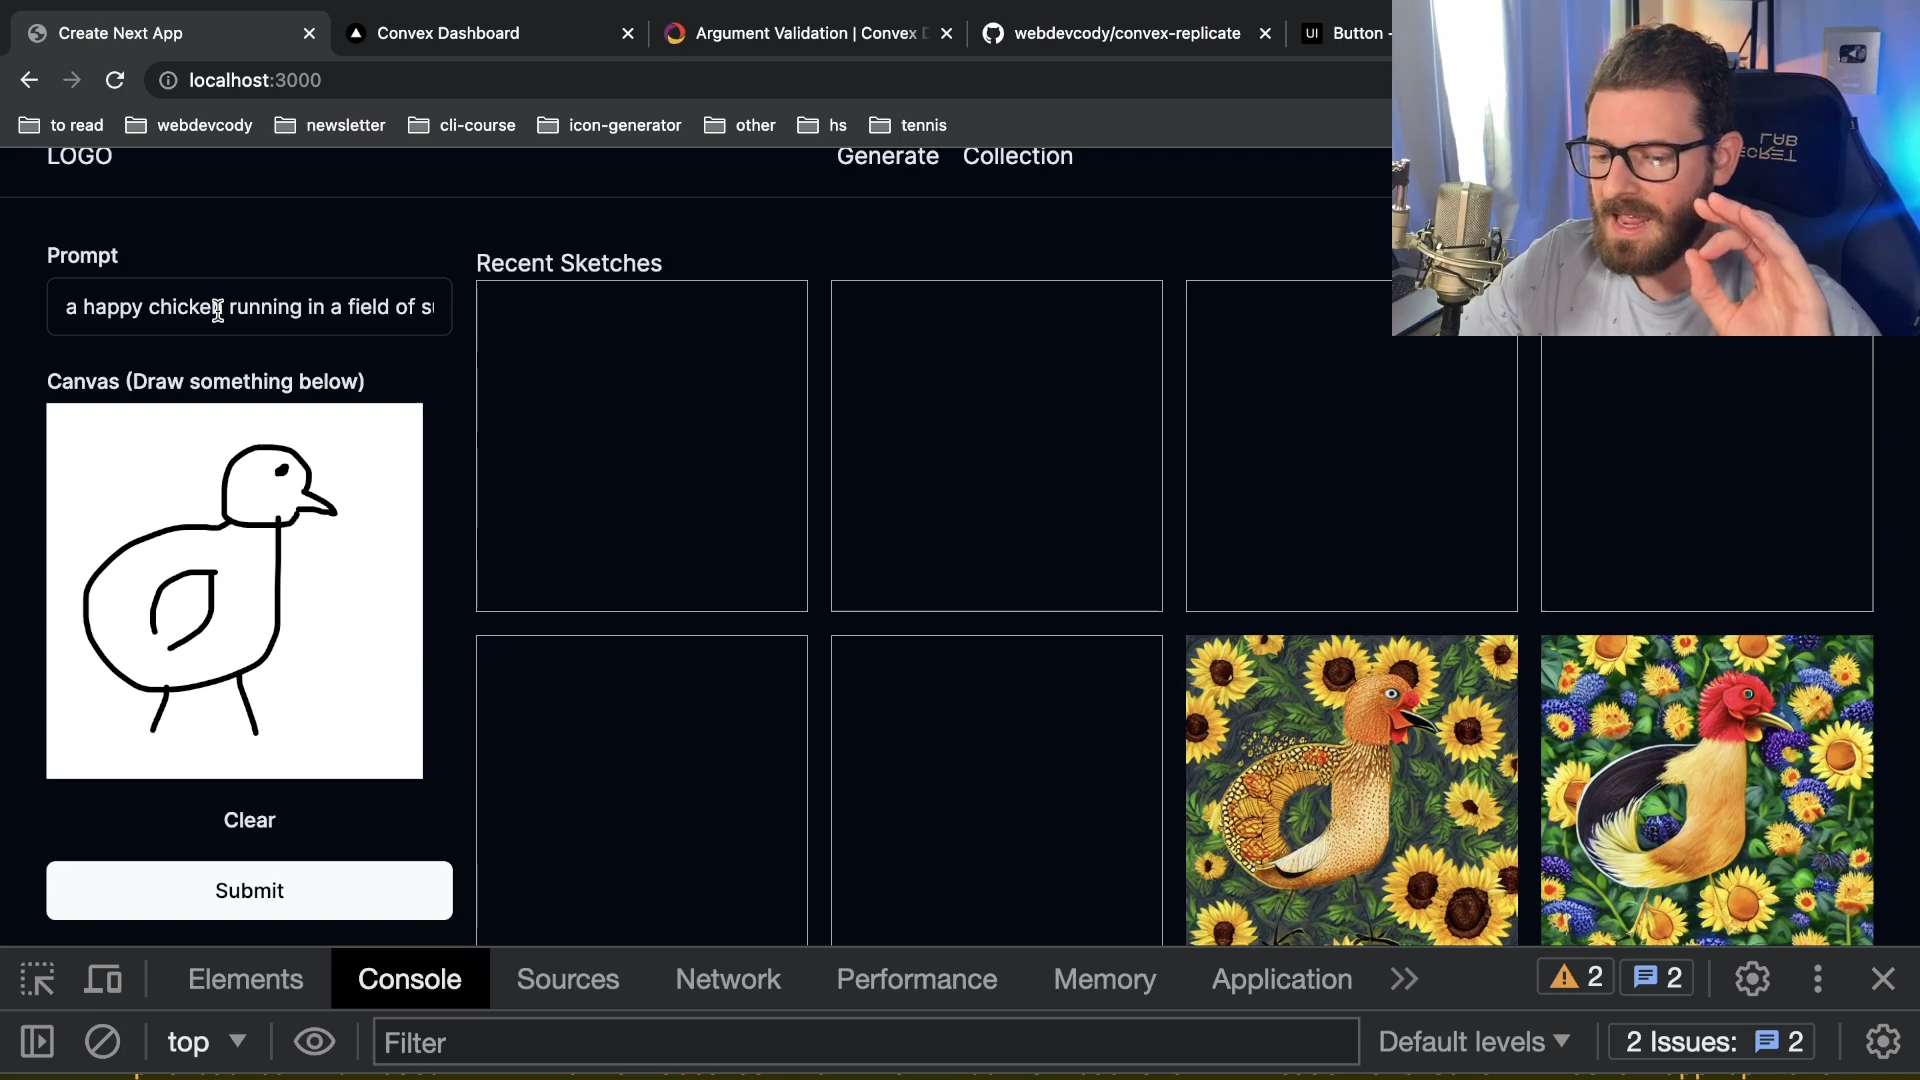 Create Next App
Convex Dashboard
Argument Validation | Convex
webdevcody/convex-replicate
UI Button -
localhost:3000
to read
webdevcody
newsletter
cli-course
icon-generator
other
hs
tennis
LOGO
Generate Collection
Prompt
Recent Sketches
a happy chicken running in a field of s
Canvas (Draw something below)
Clear
Submit
Elements Console Sources Network Performance Memory Application 2 2
top Filter Default levels 2 Issues: 2